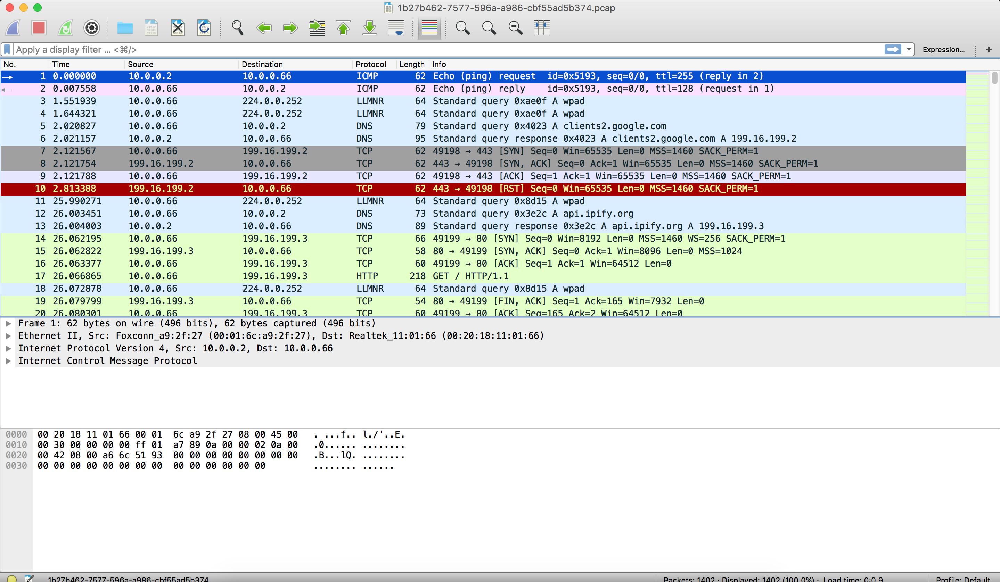 1b27b462-7577-596a-a986-cbf55ad5b374.pcap
Apply a display filter ... <⌘/>
Expression... +
No. Time Source Destination Protocol Length Info
1 0.000000 10.0.0.2 10.0.0.66 ICMP 62 Echo (ping) request id=0x5193, seq=0/0, ttl=255 (reply in 2)
2 0.007558 10.0.0.66 10.0.0.2 ICMP 62 Echo (ping) reply id=0x5193, seq=0/0, ttl=128 (request in 1)
3 1.551939 10.0.0.66 224.0.0.252 LLMNR 64 Standard query 0xae0f A wpad
4 1.644321 10.0.0.66 224.0.0.252 LLMNR 64 Standard query 0xae0f A wpad
5 2.020827 10.0.0.66 10.0.0.2 DNS 79 Standard query 0x4023 A clients2.google.com
6 2.021157 10.0.0.2 10.0.0.66 DNS 95 Standard query response 0x4023 A clients2.google.com A 199.16.199.2
7 2.121567 10.0.0.66 199.16.199.2 TCP 62 49198 → 443 [SYN] Seq=0 Win=65535 Len=0 MSS=1460 SACK_PERM=1
8 2.121754 199.16.199.2 10.0.0.66 TCP 62 443 → 49198 [SYN, ACK] Seq=0 Ack=1 Win=65535 Len=0 MSS=1460 SACK_PERM=1
9 2.121788 10.0.0.66 199.16.199.2 TCP 62 49198 → 443 [ACK] Seq=1 Ack=1 Win=65535 Len=0 MSS=1460 SACK_PERM=1
10 2.813388 199.16.199.2 10.0.0.66 TCP 62 443 → 49198 [RST] Seq=0 Win=65535 Len=0 MSS=1460 SACK_PERM=1
11 25.990271 10.0.0.66 224.0.0.252 LLMNR 64 Standard query 0x8d15 A wpad
12 26.003451 10.0.0.66 10.0.0.2 DNS 73 Standard query 0x3e2c A api.ipify.org
13 26.004003 10.0.0.2 10.0.0.66 DNS 89 Standard query response 0x3e2c A api.ipify.org A 199.16.199.3
14 26.062195 10.0.0.66 199.16.199.3 TCP 66 49199 → 80 [SYN] Seq=0 Win=8192 Len=0 MSS=1460 WS=256 SACK_PERM=1
15 26.062822 199.16.199.3 10.0.0.66 TCP 58 80 → 49199 [SYN, ACK] Seq=0 Ack=1 Win=8096 Len=0 MSS=1024
16 26.063377 10.0.0.66 199.16.199.3 TCP 60 49199 → 80 [ACK] Seq=1 Ack=1 Win=64512 Len=0
17 26.066865 10.0.0.66 199.16.199.3 HTTP 218 GET / HTTP/1.1
18 26.072878 10.0.0.66 224.0.0.252 LLMNR 64 Standard query 0x8d15 A wpad
19 26.079799 199.16.199.3 10.0.0.66 TCP 54 80 → 49199 [FIN, ACK] Seq=1 Ack=165 Win=7932 Len=0
20 26.080301 10.0.0.66 199.16.199.3 TCP 60 49199 → 80 [ACK] Seq=165 Ack=2 Win=64512 Len=0
Frame 1: 62 bytes on wire (496 bits), 62 bytes captured (496 bits)
Ethernet II, Src: Foxconn_a9:2f:27 (00:01:6c:a9:2f:27), Dst: Realtek_11:01:66 (00:20:18:11:01:66)
Internet Protocol Version 4, Src: 10.0.0.2, Dst: 10.0.0.66
Internet Control Message Protocol
0000 00 20 18 11 01 66 00 01 6c a9 2f 27 08 00 45 00 . ...f.. l./'..E.
0010 00 30 00 00 00 00 ff 01 a7 89 0a 00 00 02 0a 00 .0...... ........
0020 00 42 08 00 a6 6c 51 93 00 00 00 00 00 00 00 00 .B...lQ. ........
0030 00 00 00 00 00 00 00 00 00 00 00 00 00 00 ........ ......
1b27b462-7577-596a-a986-cbf55ad5b374 Packets: 1402 · Displayed: 1402 (100.0%) · Load time: 0:0.9 Profile: Default